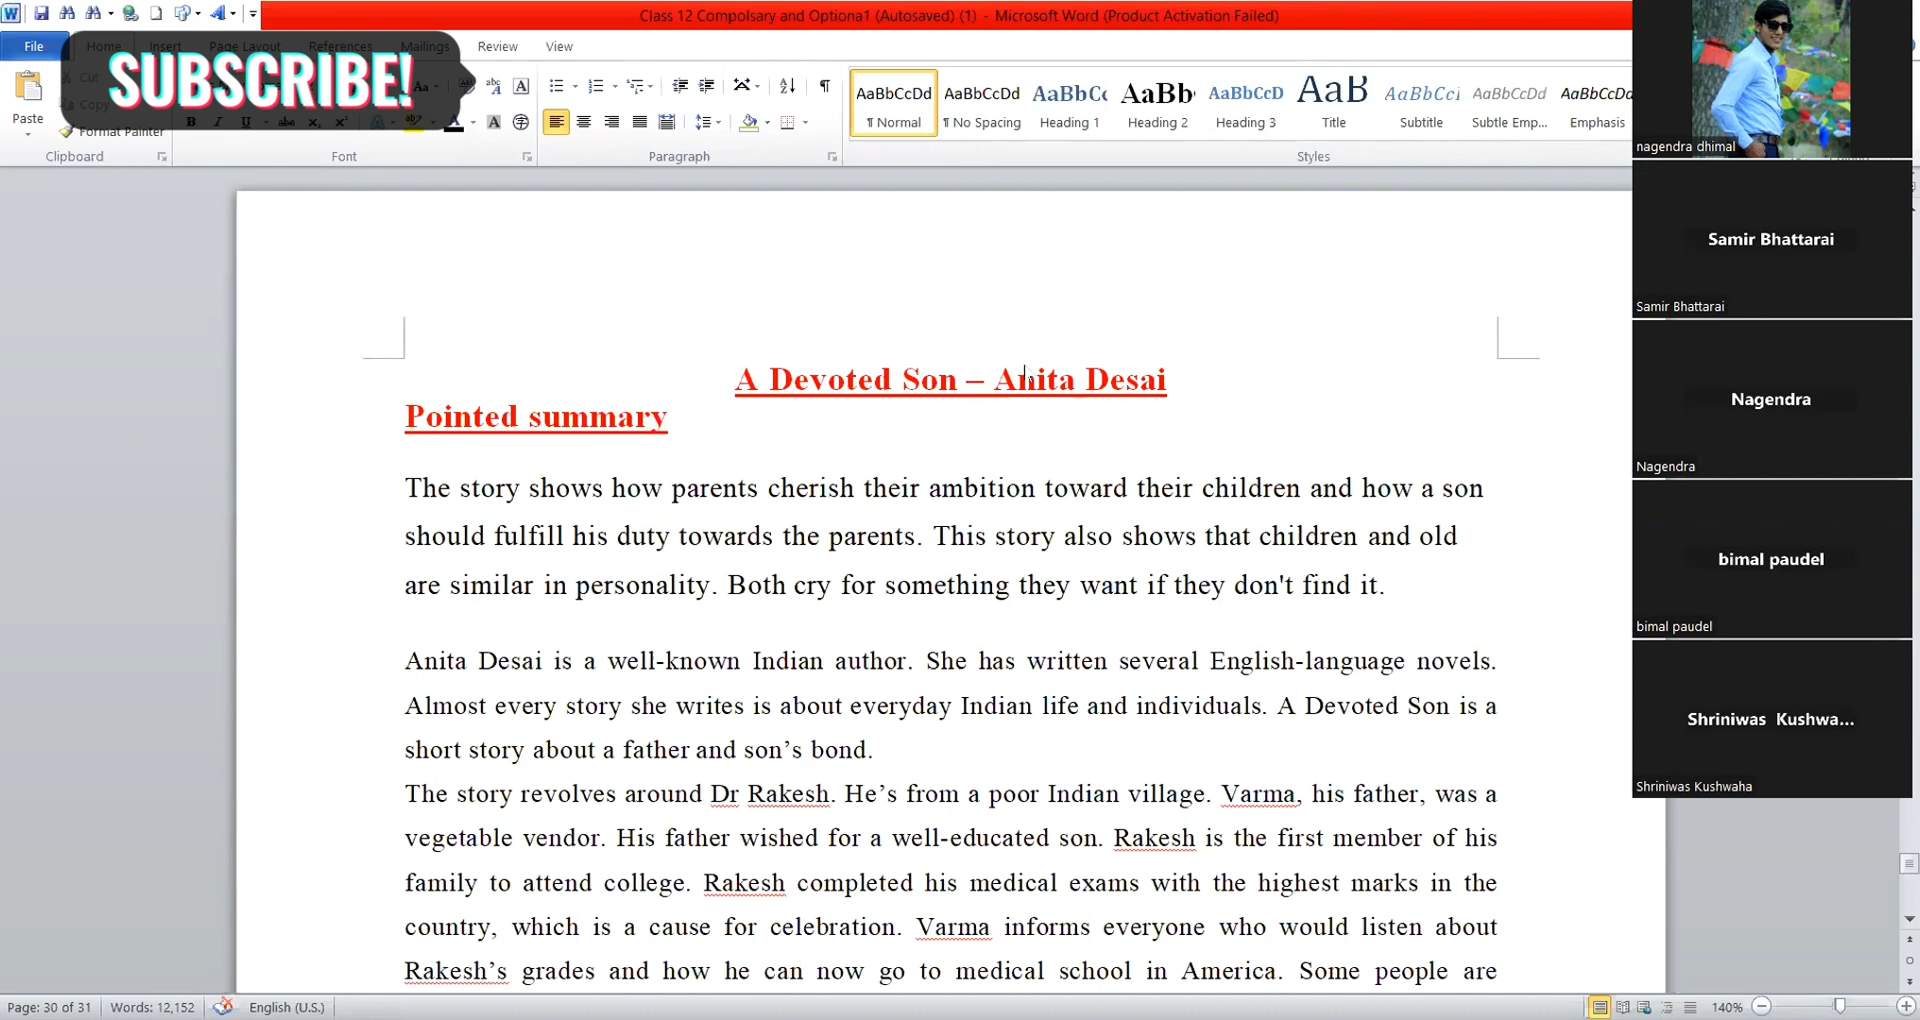 Class 12 Compolsary and Optiona1 (Autosaved) (1) - Microsoft Word (Product Activation Failed)
File Home Insert Page Layout References Mailings Review View
SUBSCRIBE!
Cut
Copy
Paste
Format Painter
Clipboard
Font
Paragraph
Styles
AaBbCcDd AaBbCcDd AaBbCc AaBb AaBbCcD AaB AaBbCcl AaBbCcDd AaBbCcDd
¶ Normal ¶ No Spacing Heading 1 Heading 2 Heading 3 Title Subtitle Subtle Emp... Emphasis
A Devoted Son – Anita Desai
Pointed summary
The story shows how parents cherish their ambition toward their children and how a son
should fulfill his duty towards the parents. This story also shows that children and old
are similar in personality. Both cry for something they want if they don't find it.
Anita Desai is a well-known Indian author. She has written several English-language novels.
Almost every story she writes is about everyday Indian life and individuals. A Devoted Son is a
short story about a father and son’s bond.
The story revolves around Dr Rakesh. He’s from a poor Indian village. Varma, his father, was a
vegetable vendor. His father wished for a well-educated son. Rakesh is the first member of his
family to attend college. Rakesh completed his medical exams with the highest marks in the
country, which is a cause for celebration. Varma informs everyone who would listen about
Rakesh’s grades and how he can now go to medical school in America. Some people are
nagendra dhimal
Samir Bhattarai
Samir Bhattarai
Nagendra
Nagendra
bimal paudel
bimal paudel
Shriniwas Kushwa...
Shriniwas Kushwaha
Page: 30 of 31 Words: 12,152 English (U.S.) 140%